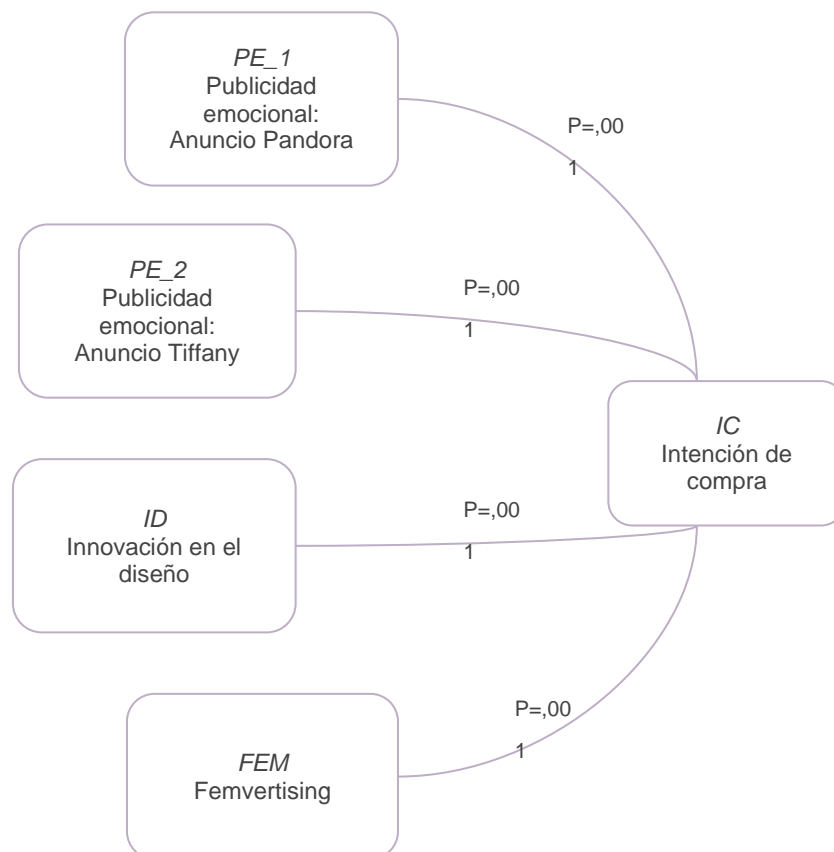 PE_1
Publicidad
emocional:
Anuncio Pandora
P=,00
1
PE_2
Publicidad
emocional:
Anuncio Tiffany
P=,00
1
IC
Intención de
compra
ID
Innovación en el
diseño
P=,00
1
FEM
Femvertising
P=,00
1